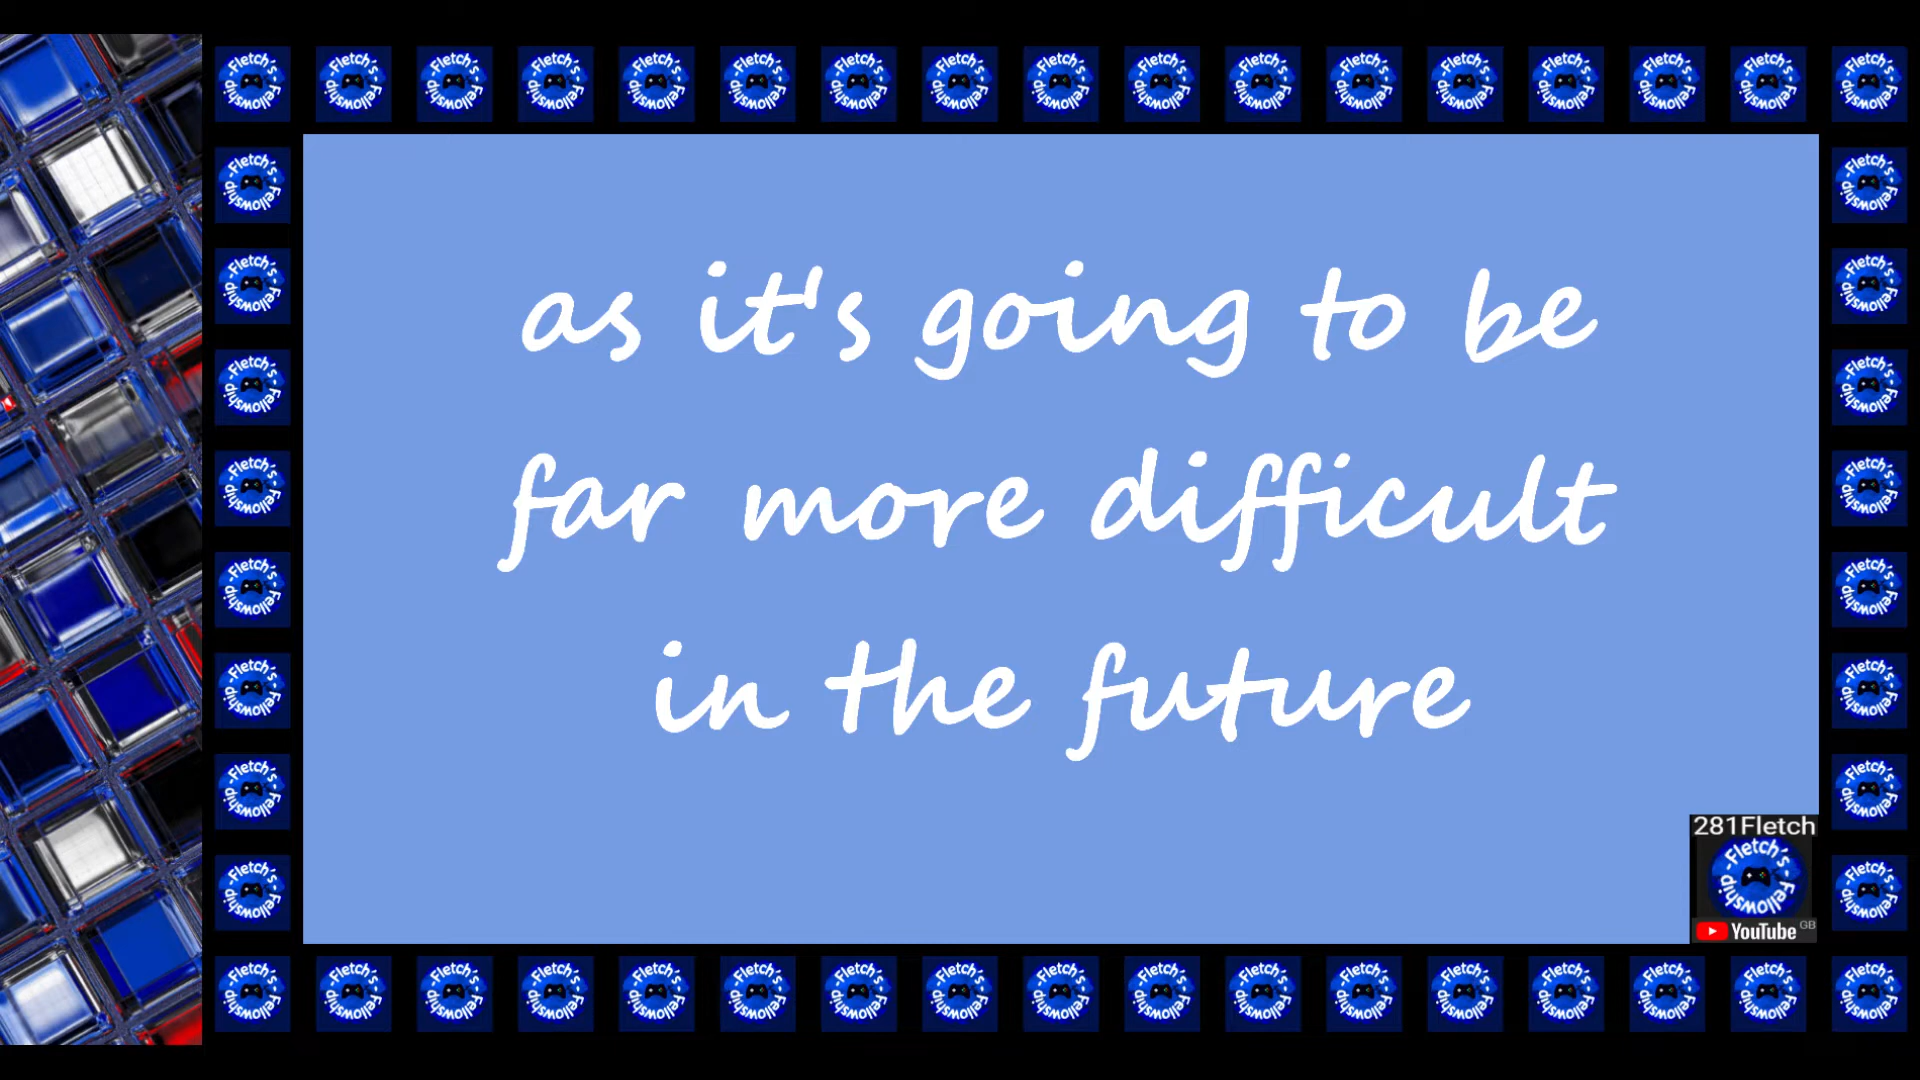 as it's going to be
far more difficult
in the future
281Fletch
-Fletch's-
Fellowship
YouTube GB